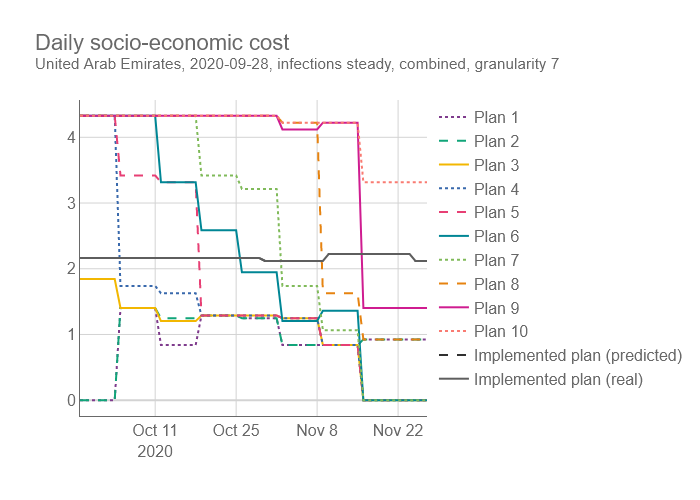 Daily socio-economic cost
United Arab Emirates, 2020-09-28, infections steady, combined, granularity 7
4
3
2
1
0
Oct 11
2020
Oct 25
Nov 8
Nov 22
Plan 1
Plan 2
Plan 3
Plan 4
Plan 5
Plan 6
Plan 7
Plan 8
Plan 9
Plan 10
Implemented plan (predicted)
Implemented plan (real)